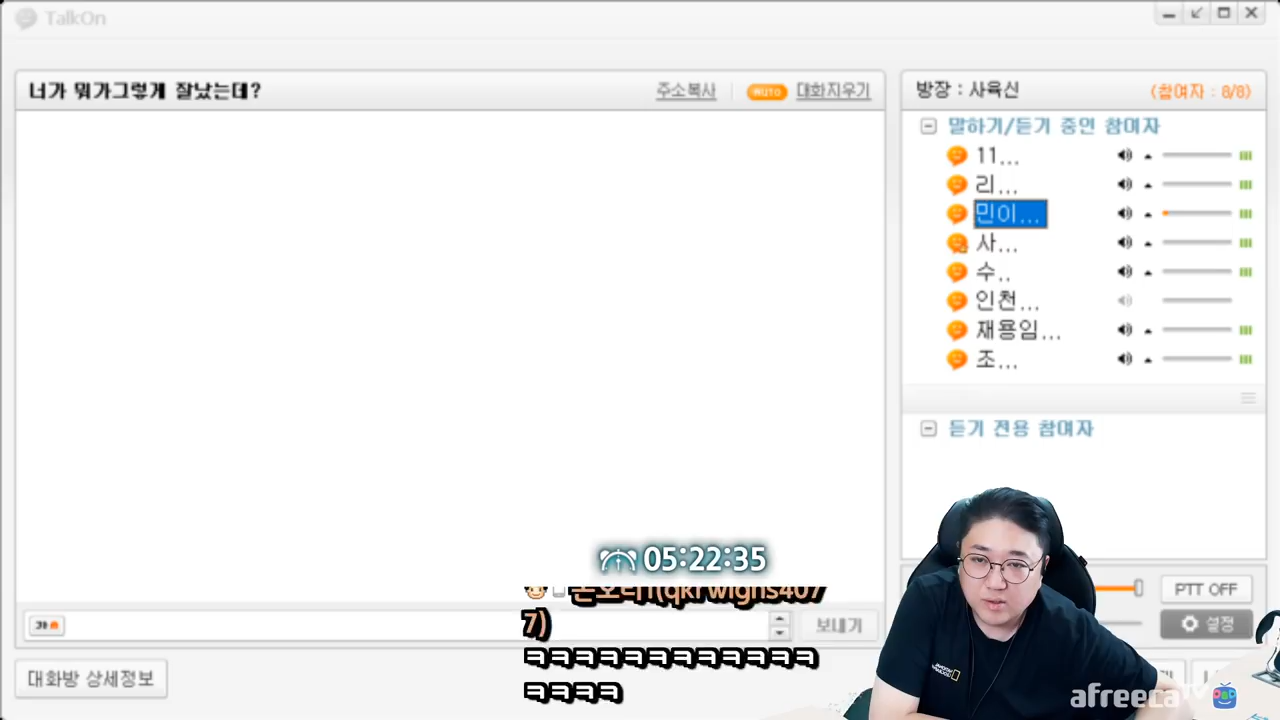 TalkOn
너가 뭐가그렇게 잘났는데?
주소복사
AUTO
대화지우기
방장 : 사육신
(참여자 : 8/8)
말하기/듣기 중인 참여자
11...
리...
민이...
사...
수..
인천...
재용임...
조...
듣기 전용 참여자
05:22:35
7)
ㅋㅋㅋㅋㅋㅋㅋㅋㅋㅋㅋㅋ
ㅋㅋㅋㅋ
가
보내기
PTT OFF
설정
대화방 상세정보
afreecaTV